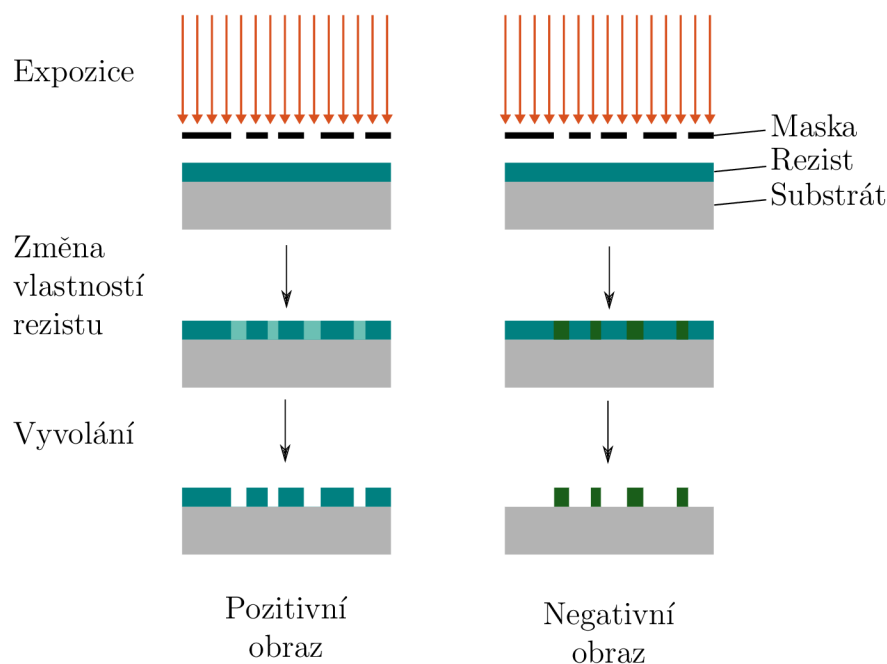 Expozice
Maska
Rezist
Substrát
Změna
vlastností
rezistu
Vyvolání
Pozitivní
obraz
Negativní
obraz